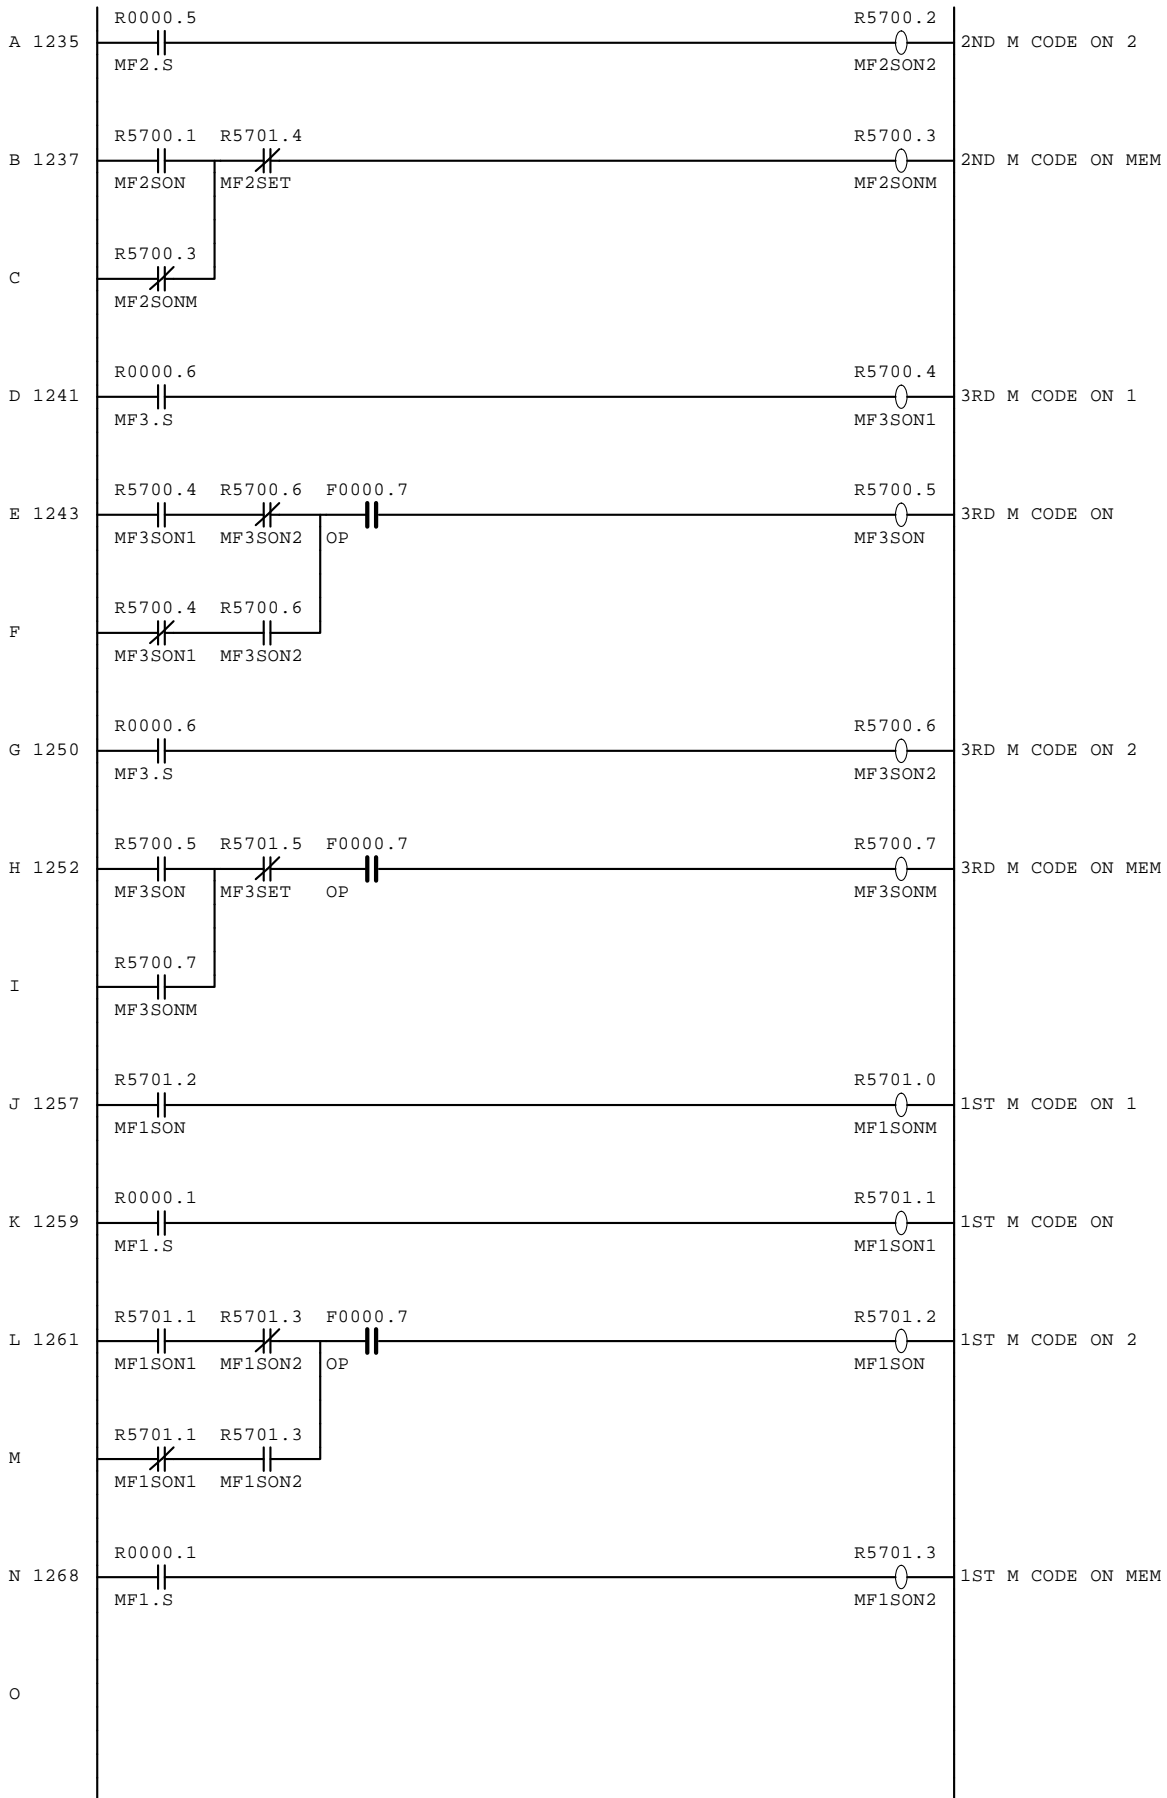 R0000.5 R5700.2
A 1235 2ND M CODE ON 2
MF2.S MF2SON2
R5700.1 R5701.4 R5700.3
B 1237 2ND M CODE ON MEM
MF2SON MF2SET MF2SONM
R5700.3
C
MF2SONM
R0000.6 R5700.4
D 1241 3RD M CODE ON 1
MF3.S MF3SON1
R5700.4 R5700.6 F0000.7 R5700.5
E 1243 3RD M CODE ON
MF3SON1 MF3SON2 OP MF3SON
R5700.4 R5700.6
F
MF3SON1 MF3SON2
R0000.6 R5700.6
G 1250 3RD M CODE ON 2
MF3.S MF3SON2
R5700.5 R5701.5 F0000.7 R5700.7
H 1252 3RD M CODE ON MEM
MF3SON MF3SET OP MF3SONM
R5700.7
I
MF3SONM
R5701.2 R5701.0
J 1257 1ST M CODE ON 1
MF1SON MF1SONM
R0000.1 R5701.1
K 1259 1ST M CODE ON
MF1.S MF1SON1
R5701.1 R5701.3 F0000.7 R5701.2
L 1261 1ST M CODE ON 2
MF1SON1 MF1SON2 OP MF1SON
R5701.1 R5701.3
M
MF1SON1 MF1SON2
R0000.1 R5701.3
N 1268 1ST M CODE ON MEM
MF1.S MF1SON2
O